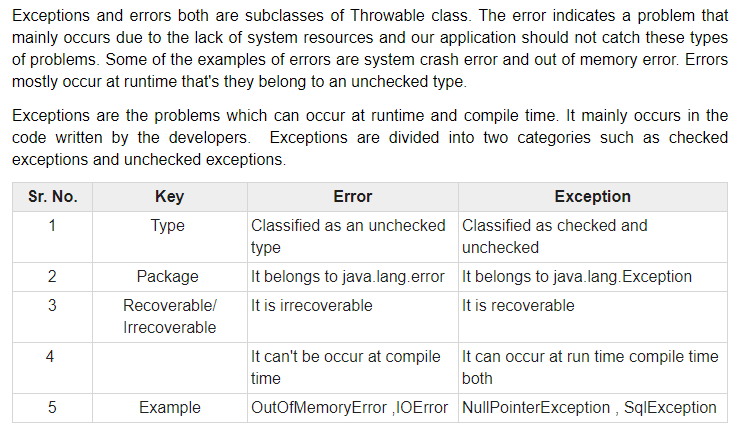 Exceptions and errors both are subclasses of Throwable class. The error indicates a problem that
mainly occurs due to the lack of system resources and our application should not catch these types
of problems. Some of the examples of errors are system crash error and out of memory error. Errors
mostly occur at runtime that's they belong to an unchecked type.
Exceptions are the problems which can occur at runtime and compile time. It mainly occurs in the
code written by the developers.  Exceptions are divided into two categories such as checked
exceptions and unchecked exceptions.
Sr. No. Key Error Exception
1 Type Classified as an unchecked Classified as checked and
type unchecked
2 Package It belongs to java.lang.error It belongs to java.lang.Exception
3 Recoverable/ It is irrecoverable It is recoverable
Irrecoverable
4 It can't be occur at compile It can occur at run time compile time
time both
5 Example OutOfMemoryError ,IOError NullPointerException , SqlException